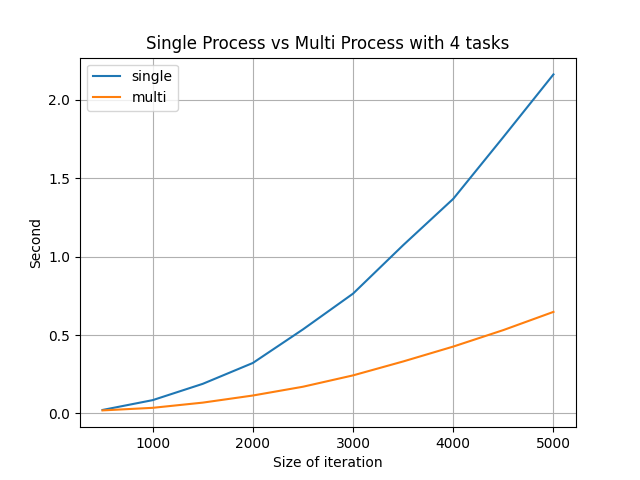 Single Process vs Multi Process with 4 tasks
single
multi
2.0
1.5
1.0
0.5
0.0
Second
1000
2000
3000
4000
5000
Size of iteration